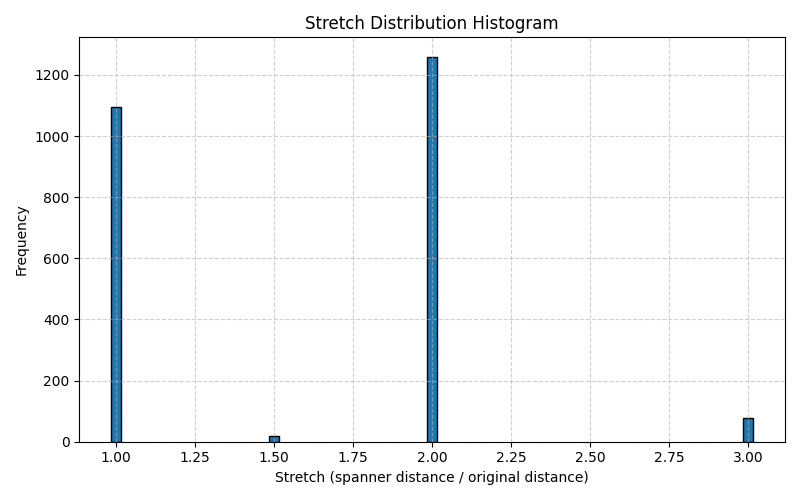 Stretch Distribution Histogram
1200
1000
800
600
400
200
0
Frequency
1.00 1.25 1.50 1.75 2.00 2.25 2.50 2.75 3.00
Stretch (spanner distance / original distance)